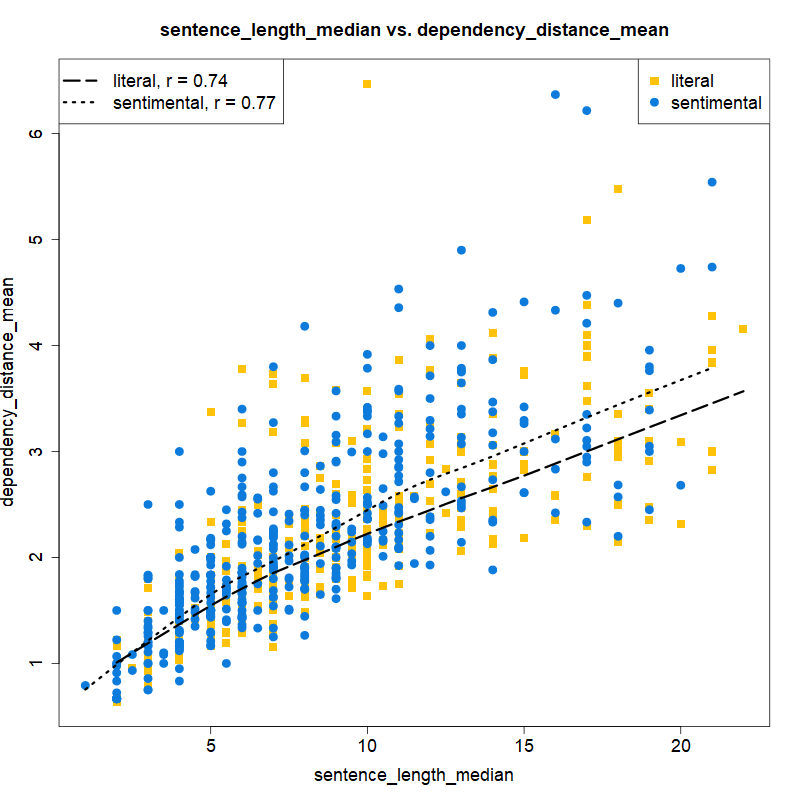 sentence_length_median vs. dependency_distance_mean
literal, r = 0.74
sentimental, r = 0.77
literal
sentimental
dependency_distance_mean
6
5
4
3
2
1
5 10 15 20
sentence_length_median